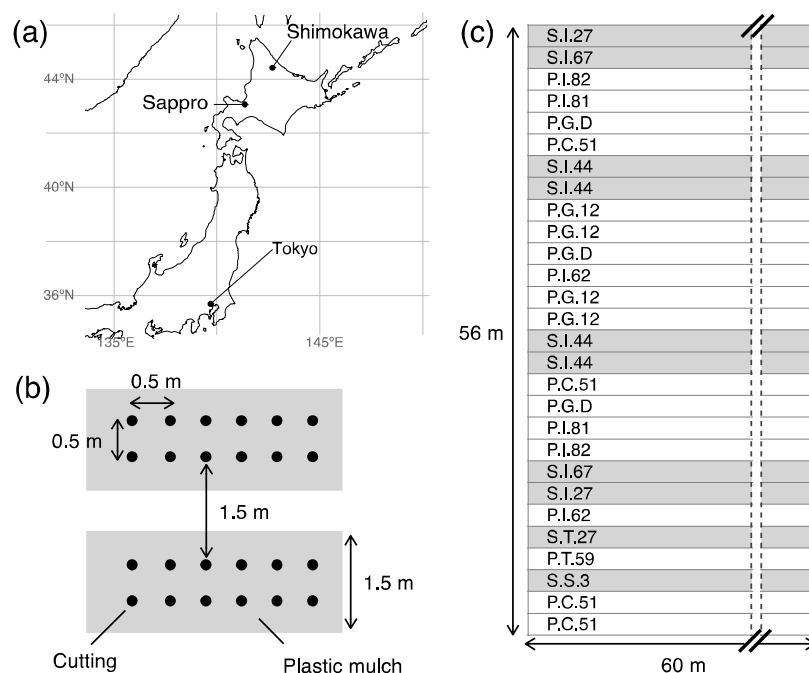 (a)
Shimokawa
Sappro
Tokyo
44ºN
40ºN
36ºN
135ºE
145ºE
(b)
0.5 m
0.5 m
1.5 m
1.5 m
Cutting
Plastic mulch
(c)
S.I.27
S.I.67
P.I.82
P.I.81
P.G.D
P.C.51
S.I.44
S.I.44
P.G.12
P.G.12
P.G.D
P.I.62
P.G.12
P.G.12
S.I.44
S.I.44
P.C.51
P.G.D
P.I.81
P.I.82
S.I.67
S.I.27
P.I.62
S.T.27
P.T.59
S.S.3
P.C.51
P.C.51
56 m
60 m